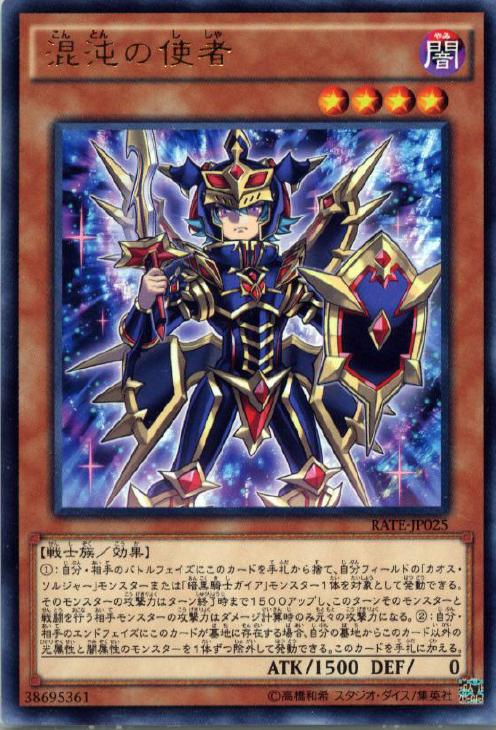 混沌の使者
闇
RATE-JP025
【戦士族／効果】
①:自分・相手のバトルフェイズにこのカードを手札から捨て、自分フィールドの「カオス・
ソルジャー」モンスターまたは「暗黒騎士ガイア」モンスター1体を対象として発動できる。
そのモンスターの攻撃力はターン終了時まで1500アップし、このターンそのモンスターと
戦闘を行う相手モンスターの攻撃力はダメージ計算時のみ元々の攻撃力になる。②:自分・
相手のエンドフェイズにこのカードが墓地に存在する場合、自分の墓地からこのカード以外の
光属性と闇属性のモンスターを1体ずつ除外して発動できる。このカードを手札に加える。
ATK/1500 DEF/ 0
38695361 ©高橋和希 スタジオ・ダイス/集英社